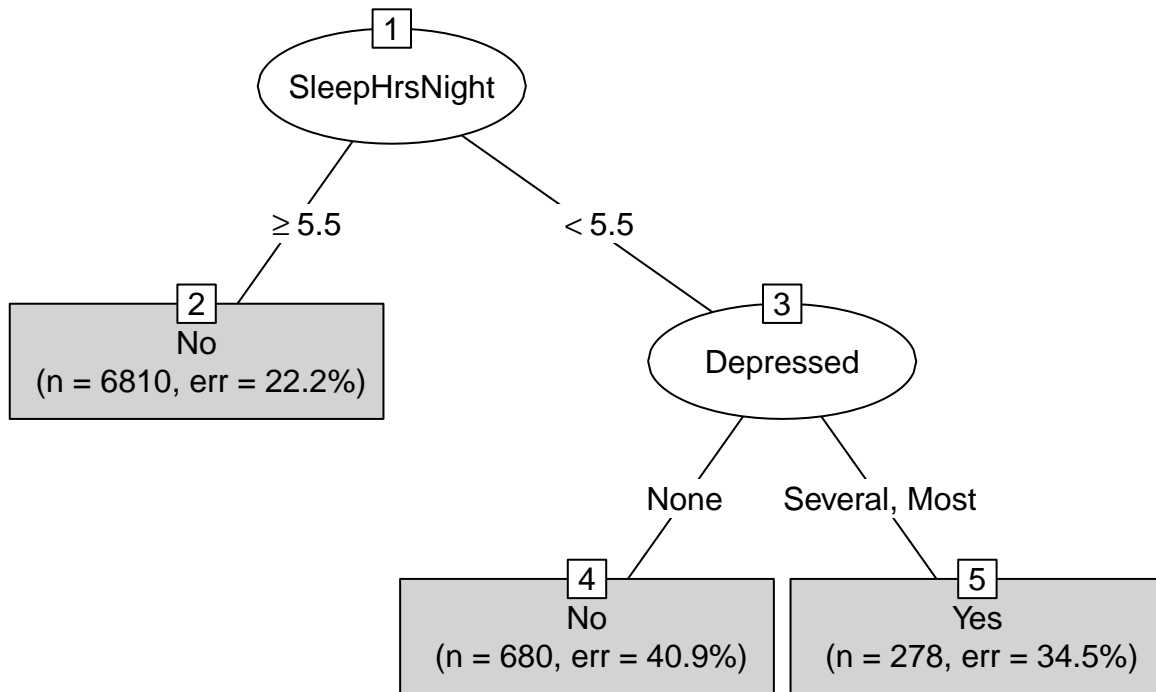 1
SleepHrsNight
≥ 5.5
< 5.5
2
No
(n = 6810, err = 22.2%)
3
Depressed
None
Several, Most
4
No
(n = 680, err = 40.9%)
5
Yes
(n = 278, err = 34.5%)